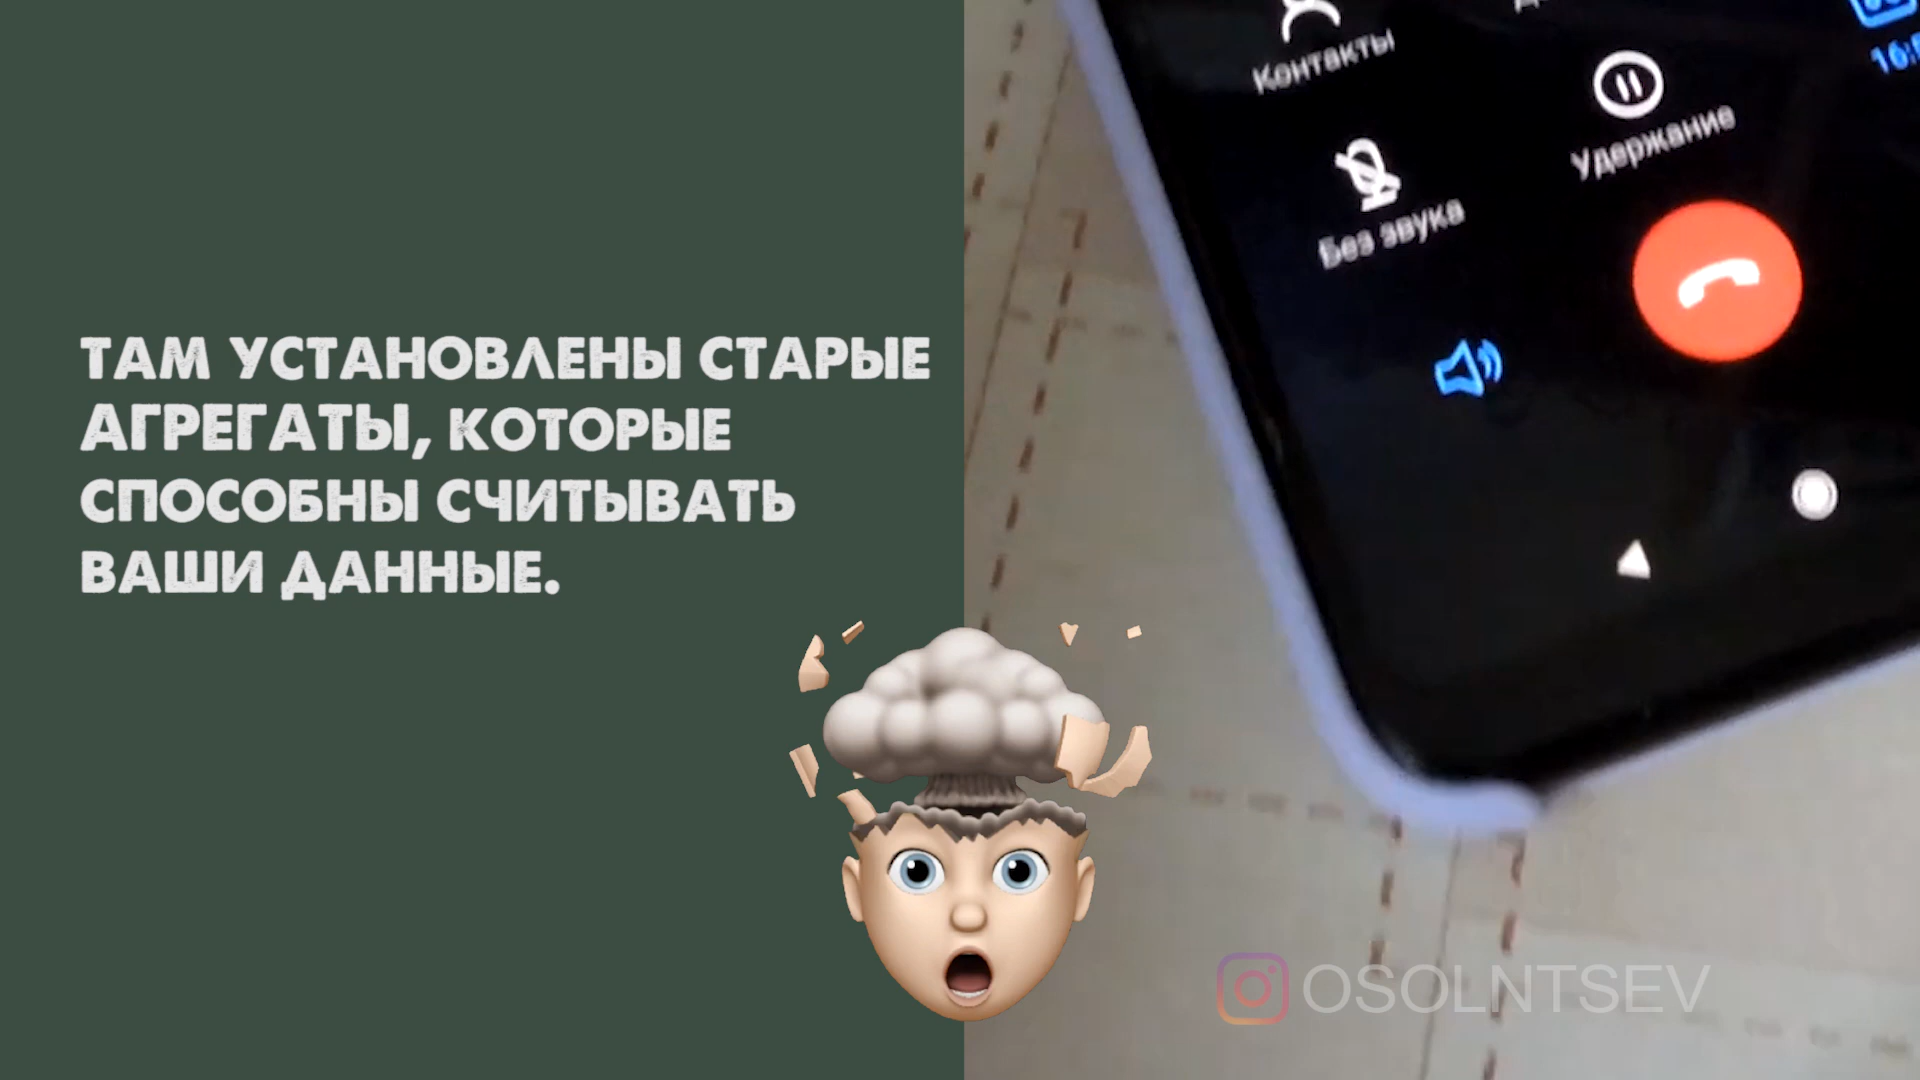 ТАМ УСТАНОВЛЕНЫ СТАРЫЕ
АГРЕГАТЫ, КОТОРЫЕ
СПОСОБНЫ СЧИТЫВАТЬ
ВАШИ ДАННЫЕ.
Контакты
Удержание
Без звука
OSOLNTSEV